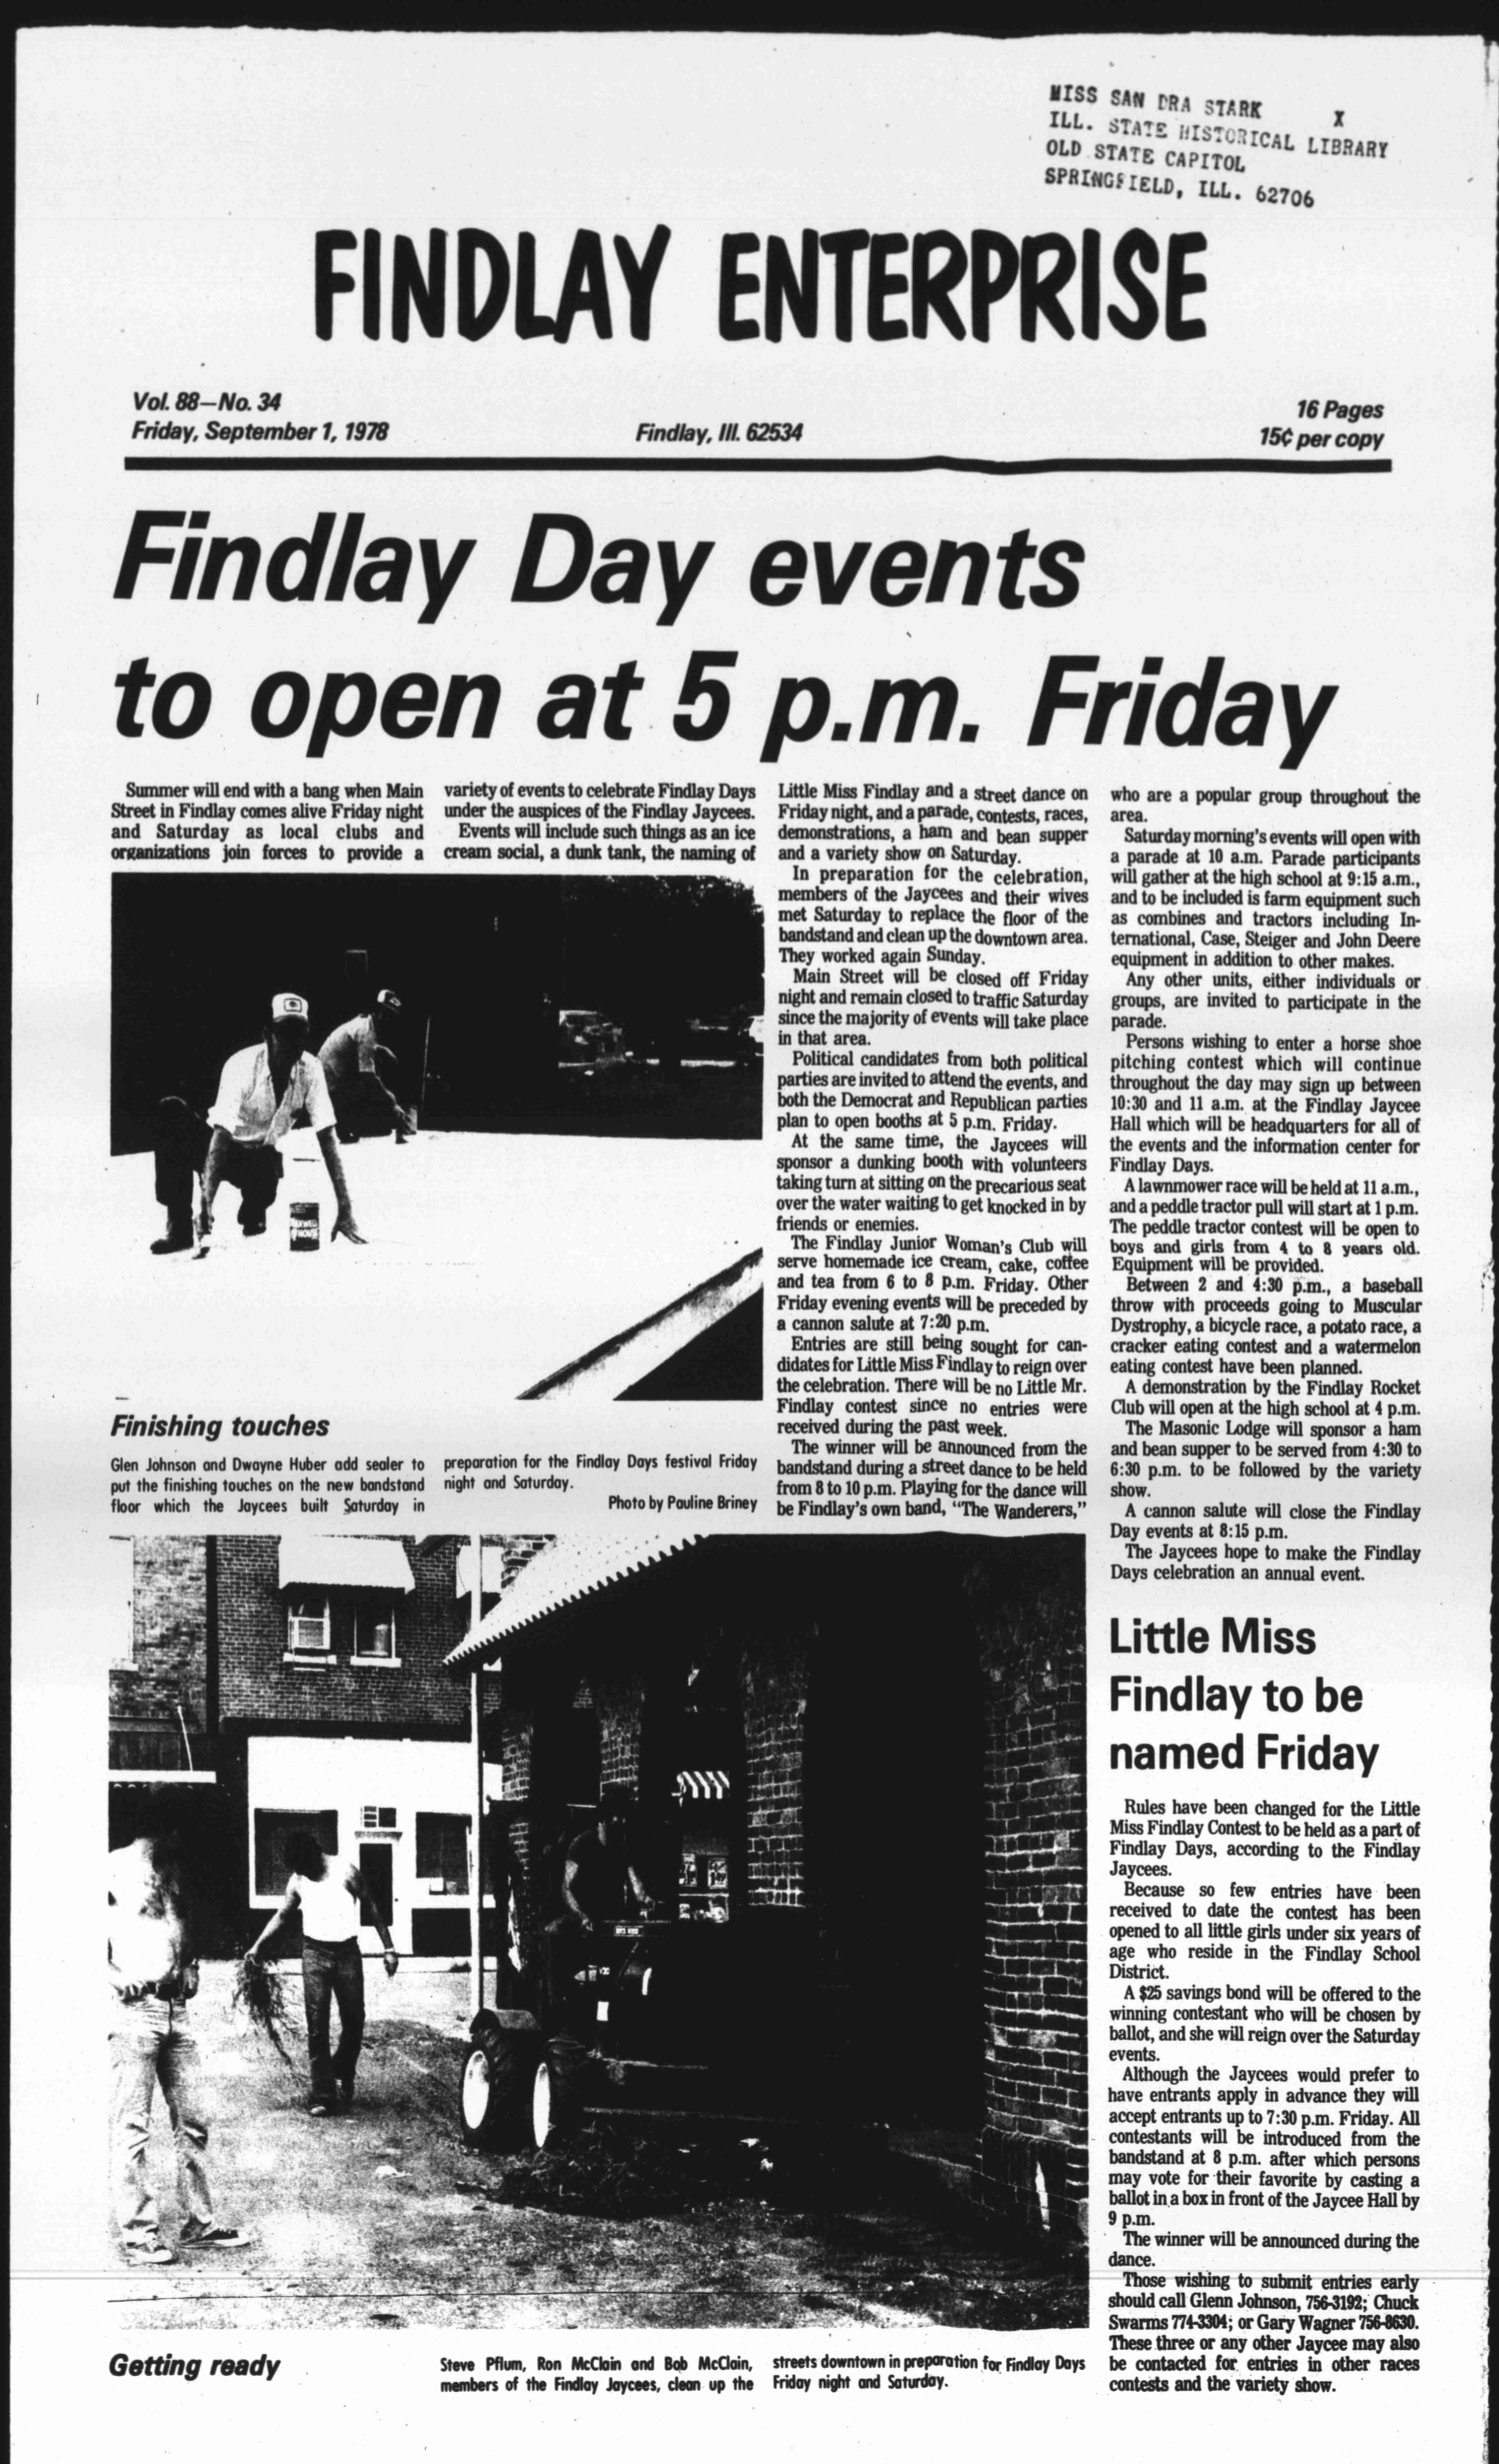 MISS SAN DRA STARK X
ILL. STATE HISTORICAL LIBRARY
OLD STATE CAPITOL
SPRINGFIELD, ILL. 62706
FINDLAY ENTERPRISE
Vol. 88—No. 34
Friday, September 1, 1978
Findlay, Ill. 62534
16 Pages
15¢ per copy
Findlay Day events
to open at 5 p.m. Friday
Summer will end with a bang when Main
Street in Findlay comes alive Friday night
and Saturday as local clubs and
organizations join forces to provide a
variety of events to celebrate Findlay Days
under the auspices of the Findlay Jaycees.
Events will include such things as an ice
cream social, a dunk tank, the naming of
Little Miss Findlay and a street dance on
Friday night, and a parade, contests, races,
demonstrations, a ham and bean supper
and a variety show on Saturday.
In preparation for the celebration,
members of the Jaycees and their wives
met Saturday to replace the floor of the
bandstand and clean up the downtown area.
They worked again Sunday.
Main Street will be closed off Friday
night and remain closed to traffic Saturday
since the majority of events will take place
in that area.
Political candidates from both political
parties are invited to attend the events, and
both the Democrat and Republican parties
plan to open booths at 5 p.m. Friday.
At the same time, the Jaycees will
sponsor a dunking booth with volunteers
taking turn at sitting on the precarious seat
over the water waiting to get knocked in by
friends or enemies.
The Findlay Junior Woman's Club will
serve homemade ice cream, cake, coffee
and tea from 6 to 8 p.m. Friday. Other
Friday evening events will be preceded by
a cannon salute at 7:20 p.m.
Entries are still being sought for can-
didates for Little Miss Findlay to reign over
the celebration. There will be no Little Mr.
Findlay contest since no entries were
received during the past week.
The winner will be announced from the
bandstand during a street dance to be held
from 8 to 10 p.m. Playing for the dance will
be Findlay's own band, "The Wanderers,"
who are a popular group throughout the
area.
Saturday morning's events will open with
a parade at 10 a.m. Parade participants
will gather at the high school at 9:15 a.m.,
and to be included is farm equipment such
as combines and tractors including In-
ternational, Case, Steiger and John Deere
equipment in addition to other makes.
Any other units, either individuals or
groups, are invited to participate in the
parade.
Persons wishing to enter a horse shoe
pitching contest which will continue
throughout the day may sign up between
10:30 and 11 a.m. at the Findlay Jaycee
Hall which will be headquarters for all of
the events and the information center for
Findlay Days.
A lawnmower race will be held at 11 a.m.,
and a peddle tractor pull will start at 1 p.m.
The peddle tractor contest will be open to
boys and girls from 4 to 8 years old.
Equipment will be provided.
Between 2 and 4:30 p.m., a baseball
throw with proceeds going to Muscular
Dystrophy, a bicycle race, a potato race, a
cracker eating contest and a watermelon
eating contest have been planned.
A demonstration by the Findlay Rocket
Club will open at the high school at 4 p.m.
The Masonic Lodge will sponsor a ham
and bean supper to be served from 4:30 to
6:30 p.m. to be followed by the variety
show.
A cannon salute will close the Findlay
Day events at 8:15 p.m.
The Jaycees hope to make the Findlay
Days celebration an annual event.
MAXWELL
HOUSE
Finishing touches
Glen Johnson and Dwayne Huber add sealer to
put the finishing touches on the new bandstand
floor which the Jaycees built Saturday in
preparation for the Findlay Days festival Friday
night and Saturday.
Photo by Pauline Briney
Little Miss
Findlay to be
named Friday
Rules have been changed for the Little
Miss Findlay Contest to be held as a part of
Findlay Days, according to the Findlay
Jaycees.
Because so few entries have been
received to date the contest has been
opened to all little girls under six years of
age who reside in the Findlay School
District.
A $25 savings bond will be offered to the
winning contestant who will be chosen by
ballot, and she will reign over the Saturday
events.
Although the Jaycees would prefer to
have entrants apply in advance they will
accept entrants up to 7:30 p.m. Friday. All
contestants will be introduced from the
bandstand at 8 p.m. after which persons
may vote for their favorite by casting a
ballot in a box in front of the Jaycee Hall by
9 p.m.
The winner will be announced during the
dance.
Those wishing to submit entries early
should call Glenn Johnson, 756-3192; Chuck
Swarms 774-3304; or Gary Wagner 756-8630.
These three or any other Jaycee may also
be contacted for entries in other races
contests and the variety show.
Getting ready
Steve Pflum, Ron McClain and Bob McClain,
members of the Findlay Jaycees, clean up the
streets downtown in preparation for Findlay Days
Friday night and Saturday.